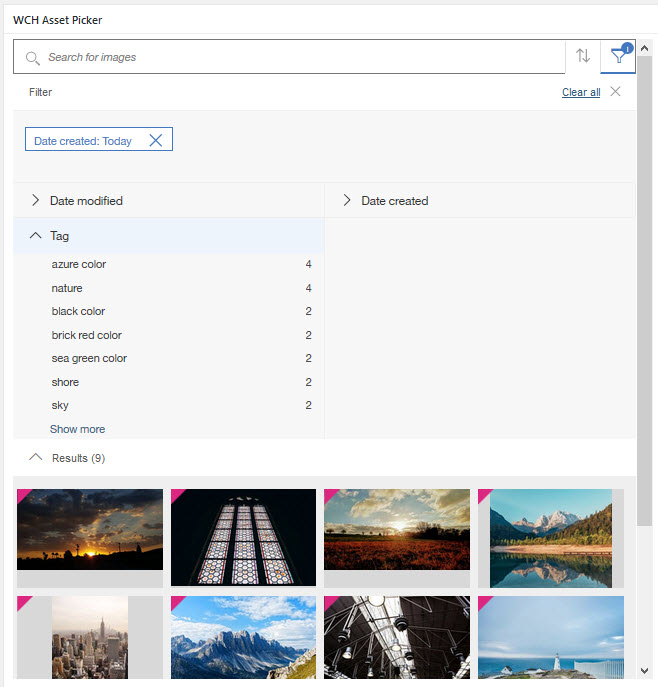 WCH Asset Picker
Search for images
1
Filter
Clear all
Date created: Today
Date modified
Date created
Tag
azure color 4
nature 4
black color 2
brick red color 2
sea green color 2
shore 2
sky 2
Show more
Results (9)